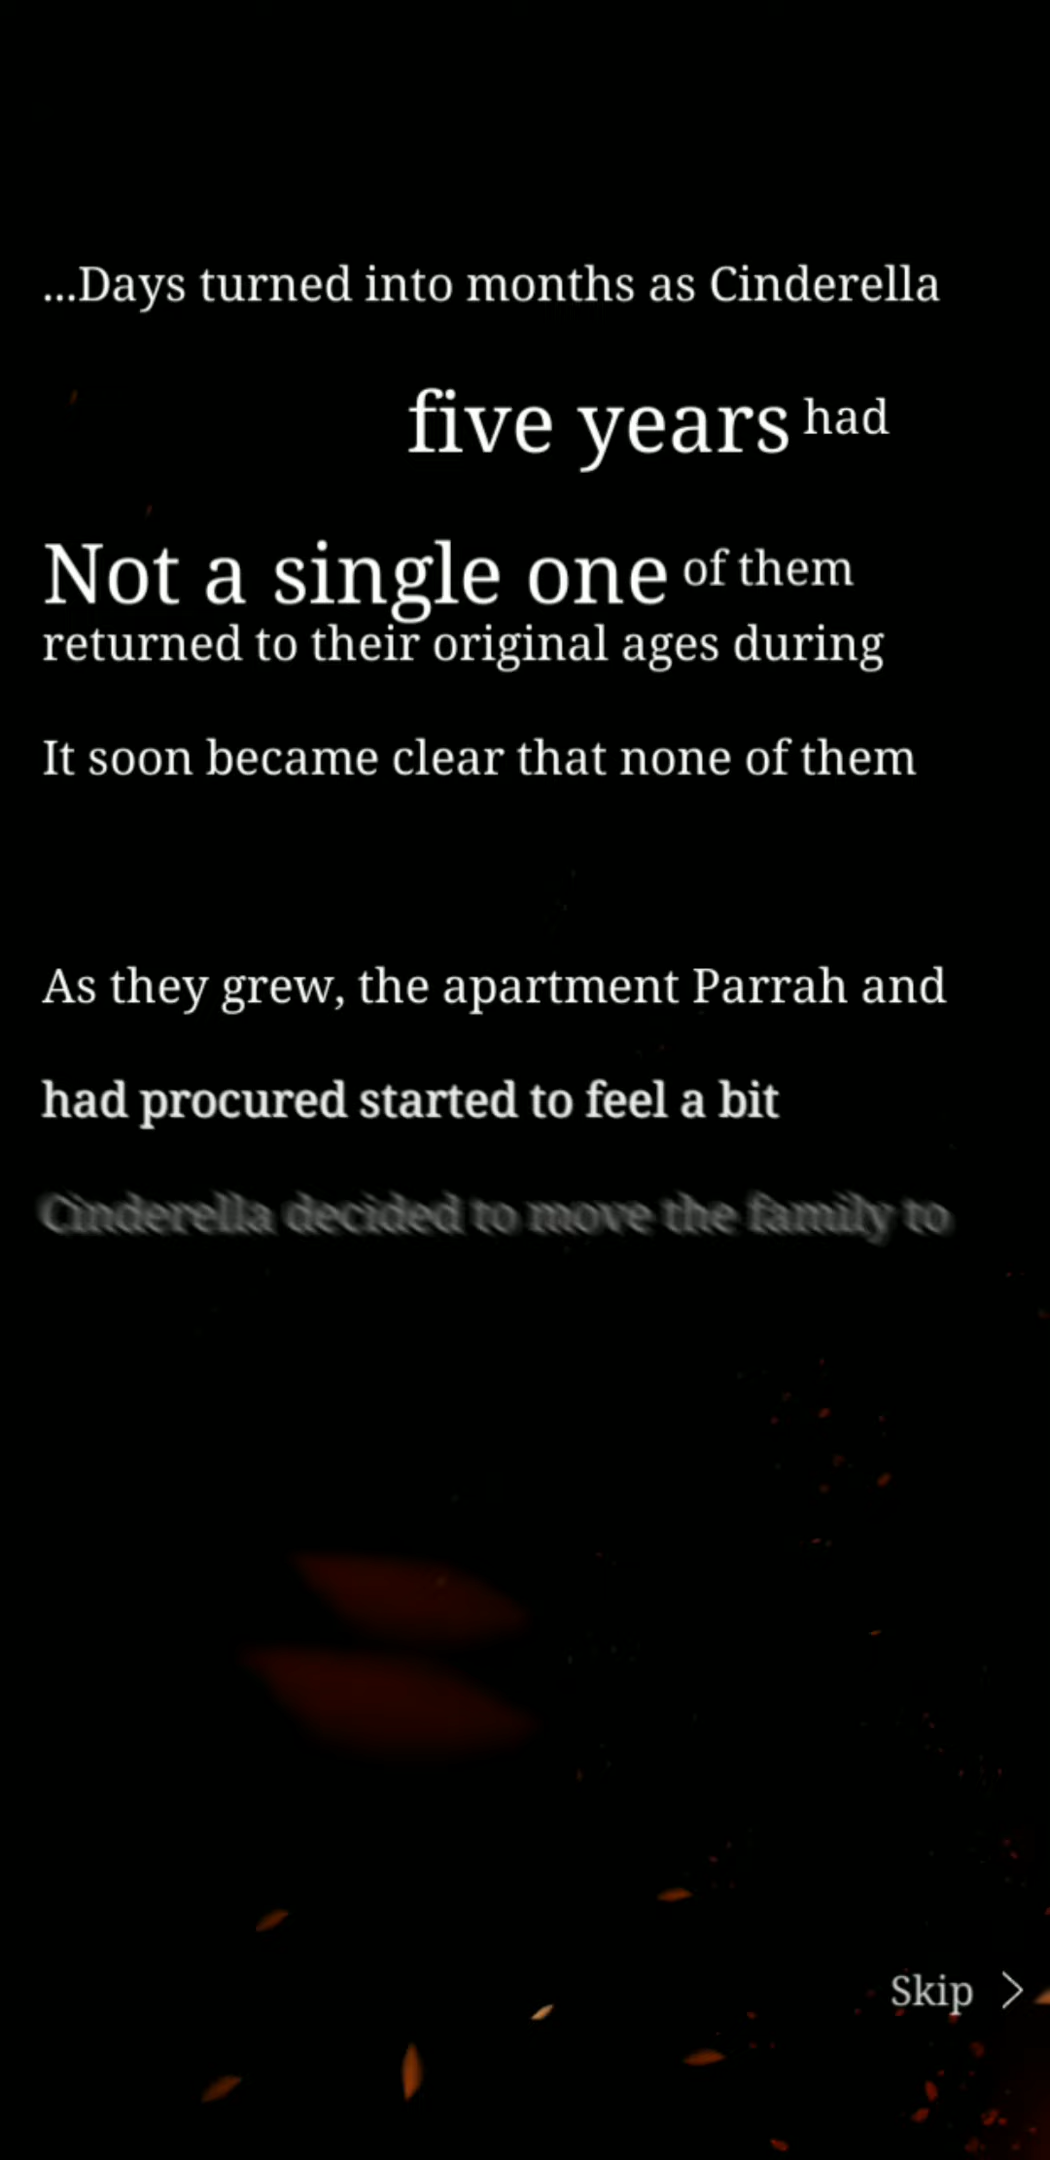 ...Days turned into months as Cinderella
five years had
Not a single one of them
returned to their original ages during
It soon became clear that none of them
As they grew, the apartment Parrah and
had procured started to feel a bit
Cinderella decided to move the family to
Skip >